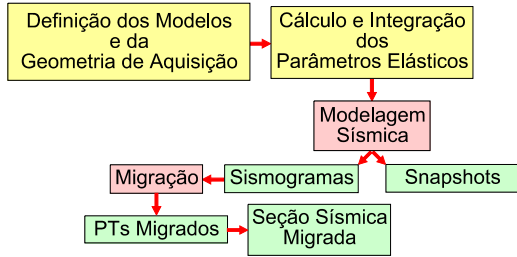 Definição dos Modelos
e da
Geometria de Aquisição
Cálculo e Integração
dos
Parâmetros Elásticos
Modelagem
Sísmica
Migração
Sismogramas
Snapshots
PTs Migrados
Seção Sísmica
Migrada